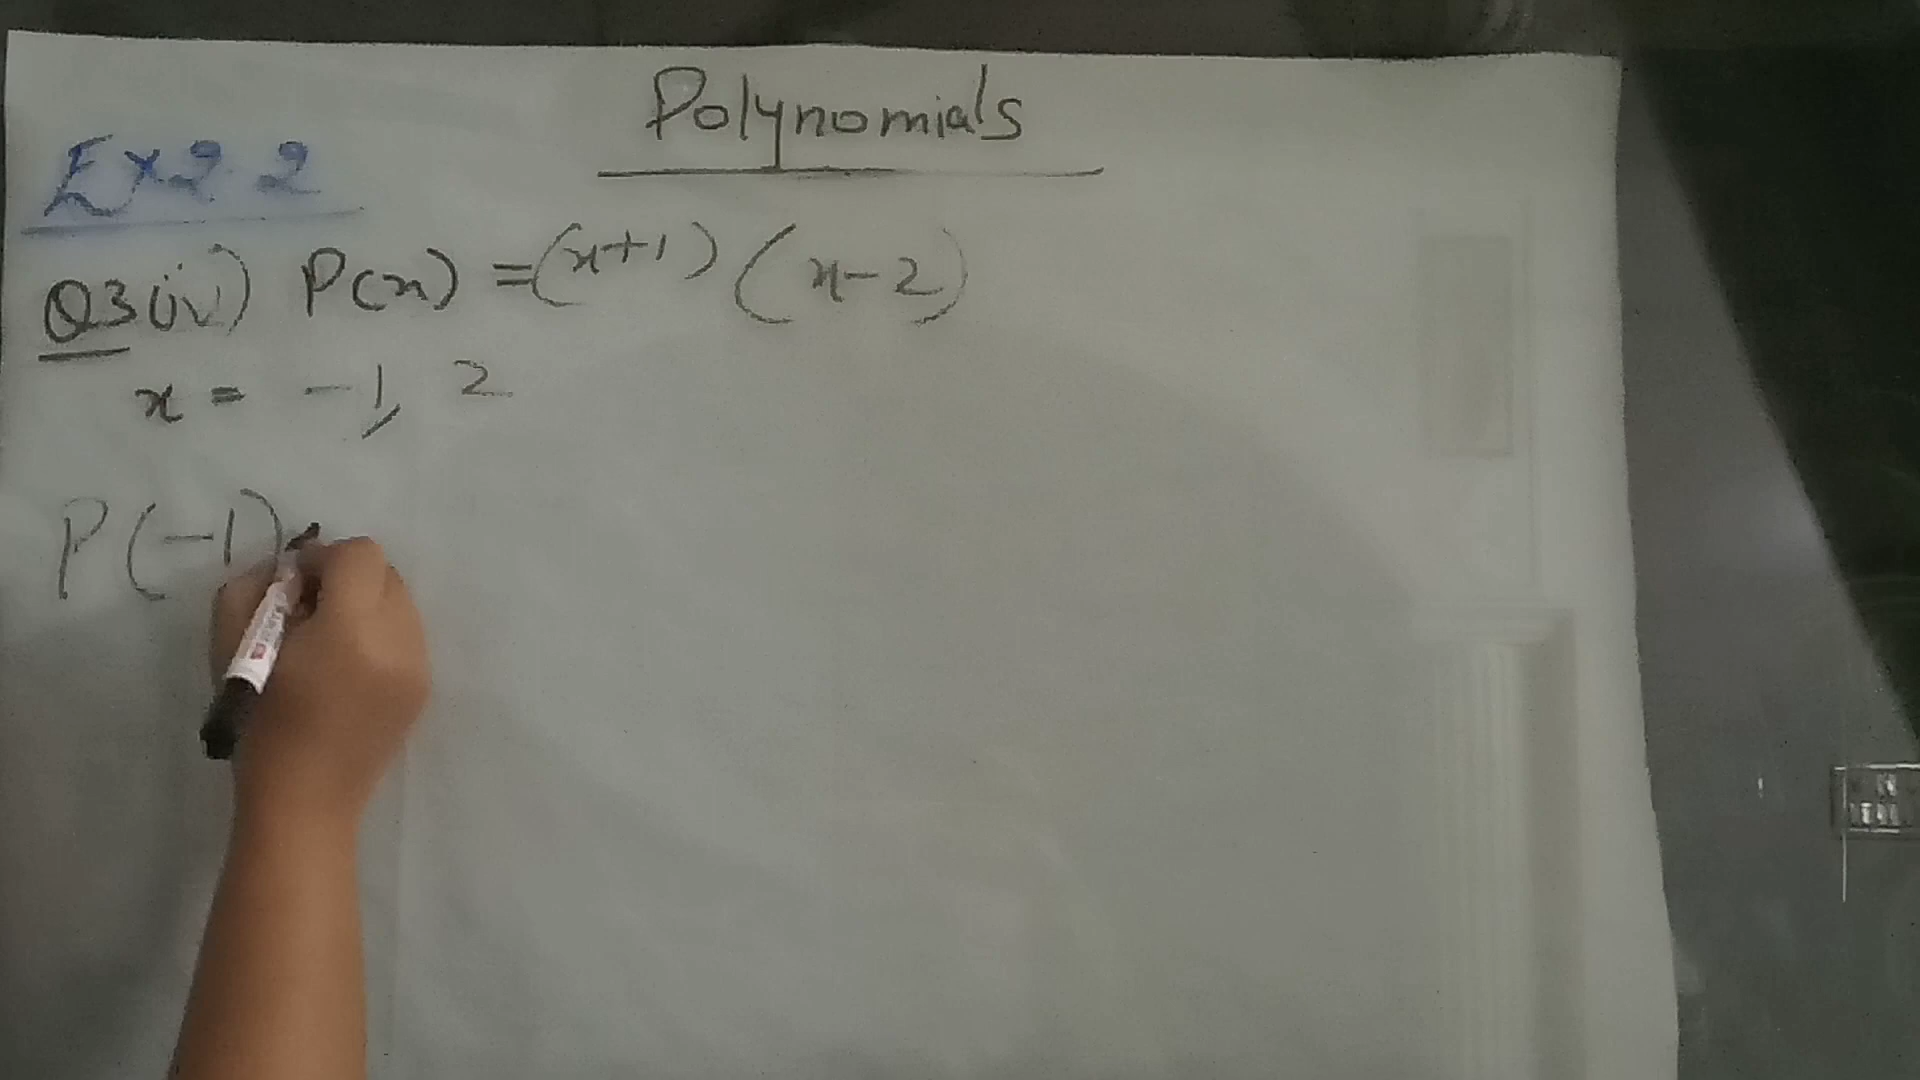 Polynomials
Ex 2.2
Q3(iv) P(x) = (x+1) (x-2)
x = -1, 2
P(-1)